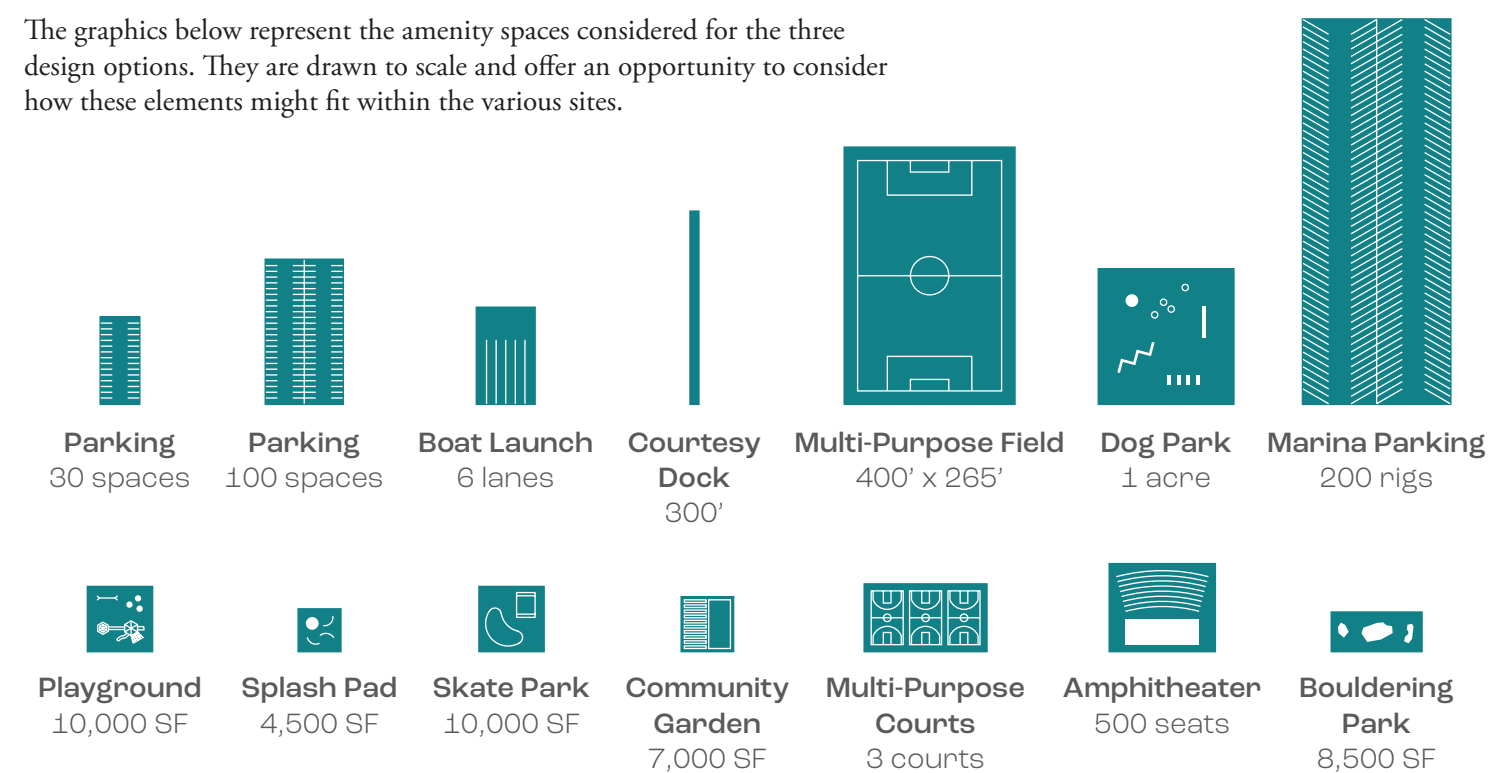 The graphics below represent the amenity spaces considered for the three
design options. They are drawn to scale and offer an opportunity to consider
how these elements might fit within the various sites.
Parking
30 spaces
Parking
100 spaces
Boat Launch
6 lanes
Courtesy
Dock
300’
Multi-Purpose Field
400’ x 265’
Dog Park
1 acre
Marina Parking
200 rigs
Playground
10,000 SF
Splash Pad
4,500 SF
Skate Park
10,000 SF
Community
Garden
7,000 SF
Multi-Purpose
Courts
3 courts
Amphitheater
500 seats
Bouldering
Park
8,500 SF